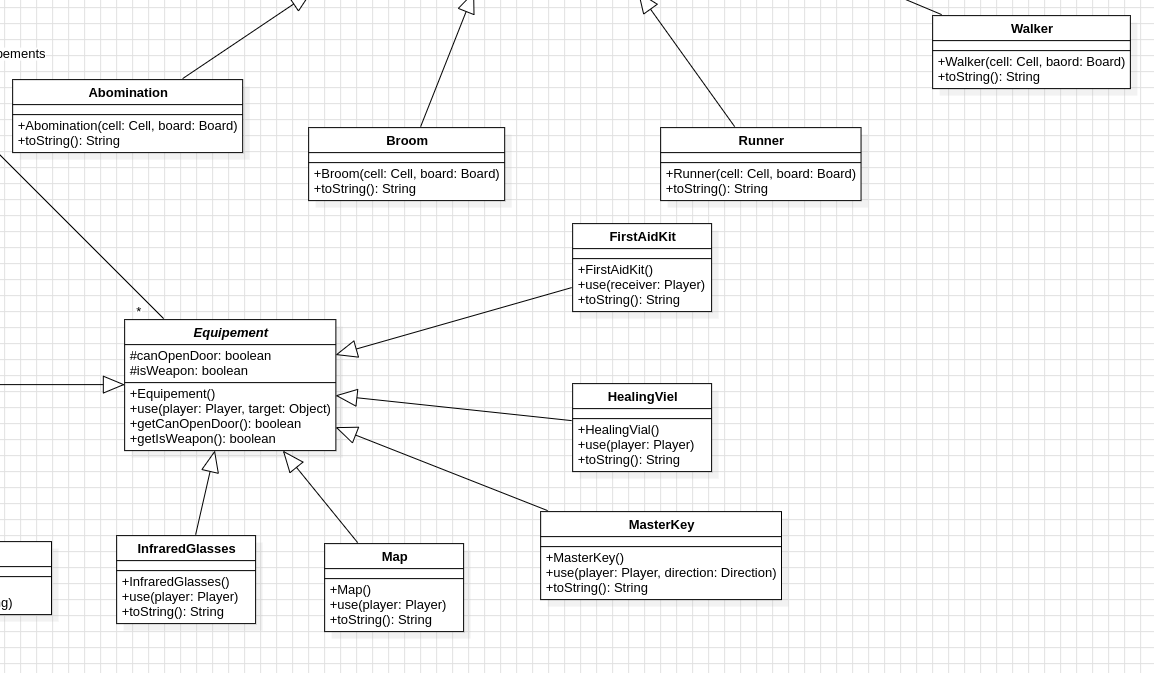 Walker
+Walker(cell: Cell, baord: Board)
+toString(): String
pements
Abomination
+Abomination(cell: Cell, board: Board)
+toString(): String
Broom
+Broom(cell: Cell, board: Board)
+toString(): String
Runner
+Runner(cell: Cell, board: Board)
+toString(): String
FirstAidKit
+FirstAidKit()
+use(receiver: Player)
+toString(): String
*
Equipement
#canOpenDoor: boolean
#isWeapon: boolean
+Equipement()
+use(player: Player, target: Object)
+getCanOpenDoor(): boolean
+getIsWeapon(): boolean
HealingViel
+HealingVial()
+use(player: Player)
+toString(): String
MasterKey
+MasterKey()
+use(player: Player, direction: Direction)
+toString(): String
InfraredGlasses
+InfraredGlasses()
+use(player: Player)
+toString(): String
Map
+Map()
+use(player: Player)
+toString(): String
g)